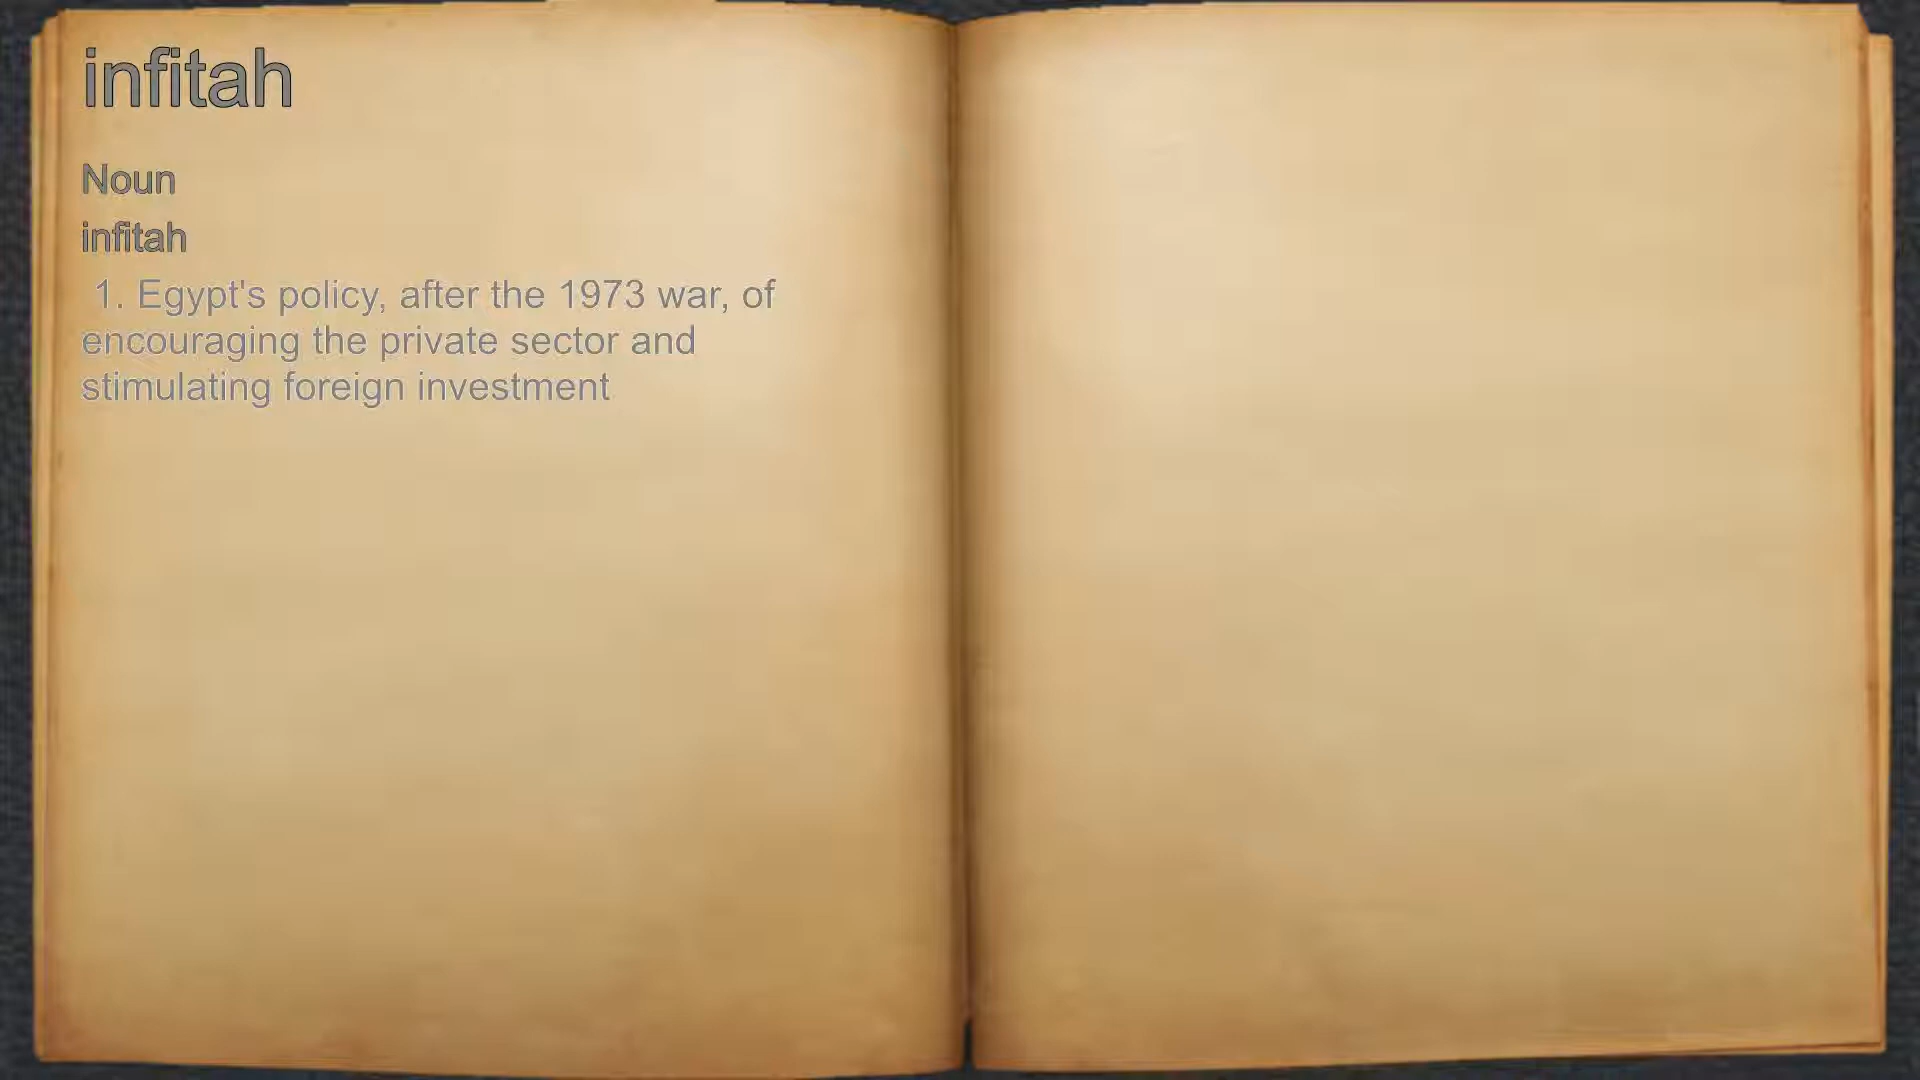 infitah
Noun
infitah
1. Egypt's policy, after the 1973 war, of
encouraging the private sector and
stimulating foreign investment